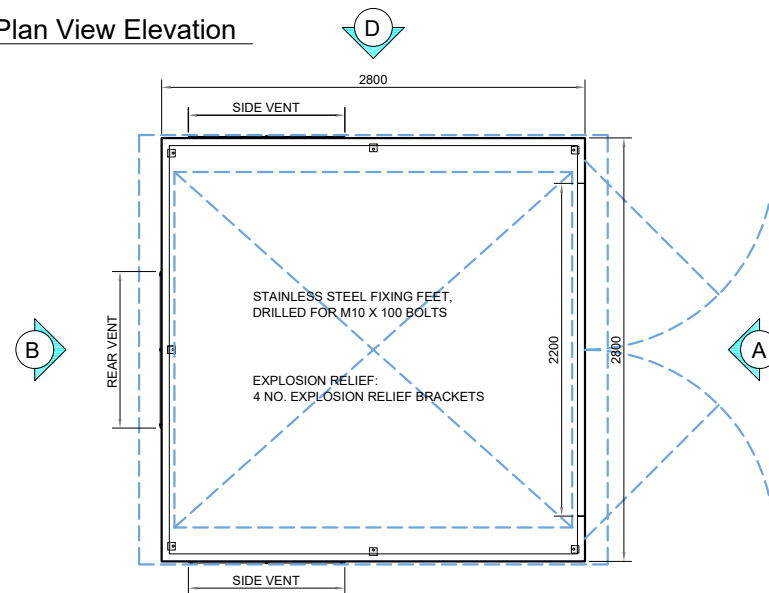 Plan View Elevation
D
2800
SIDE VENT
STAINLESS STEEL FIXING FEET,
DRILLED FOR M10 X 100 BOLTS
B
REAR VENT
2200
2800
A
EXPLOSION RELIEF:
4 NO. EXPLOSION RELIEF BRACKETS
SIDE VENT